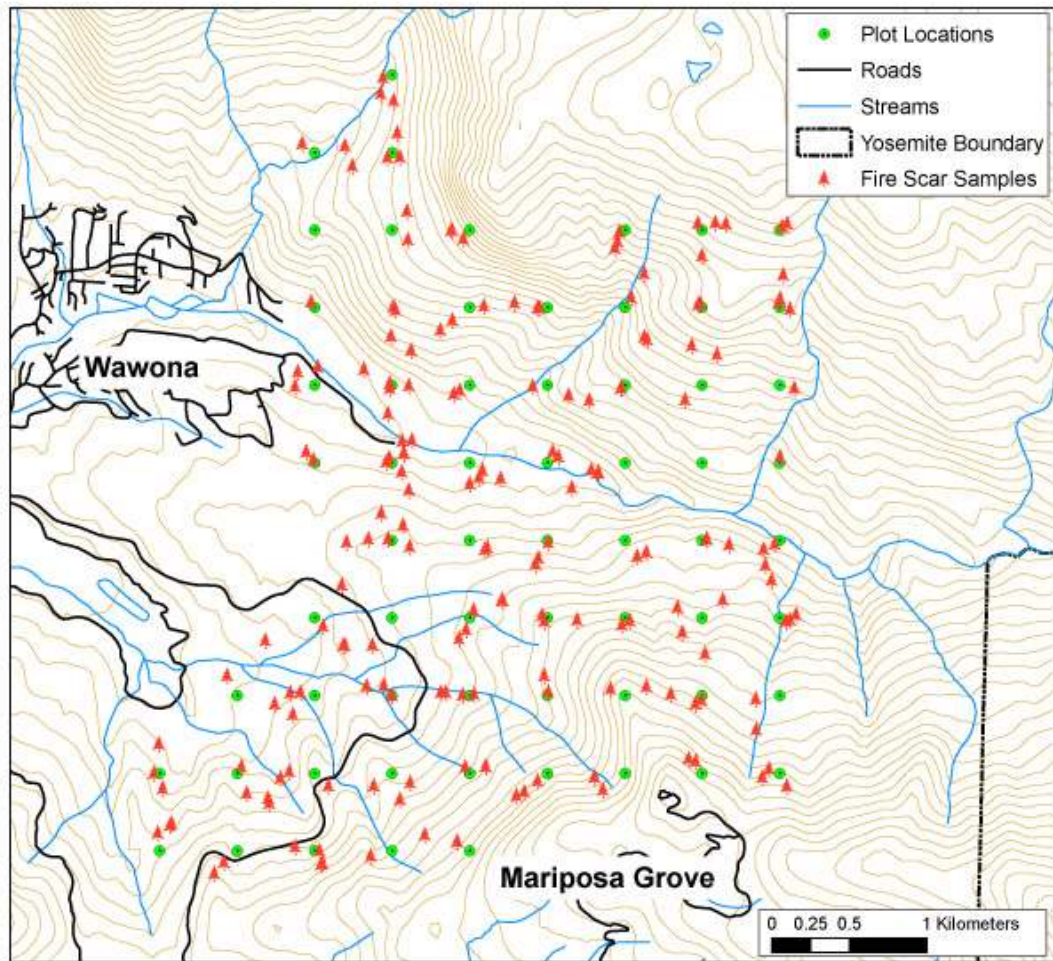 Plot Locations
Roads
Streams
Yosemite Boundary
Fire Scar Samples
Wawona
Mariposa Grove
0 0.25 0.5 1 Kilometers